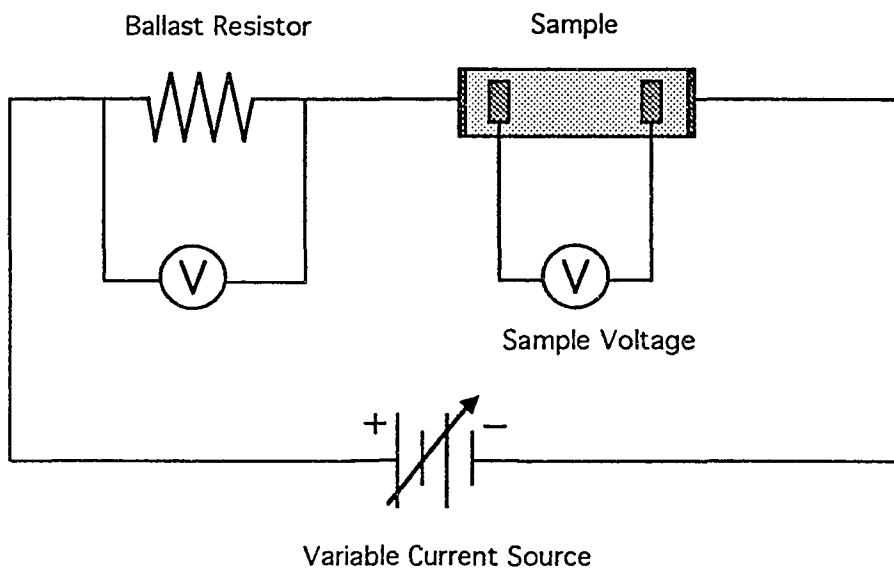 Ballast Resistor
Sample
V
V
Sample Voltage
+
−
Variable Current Source